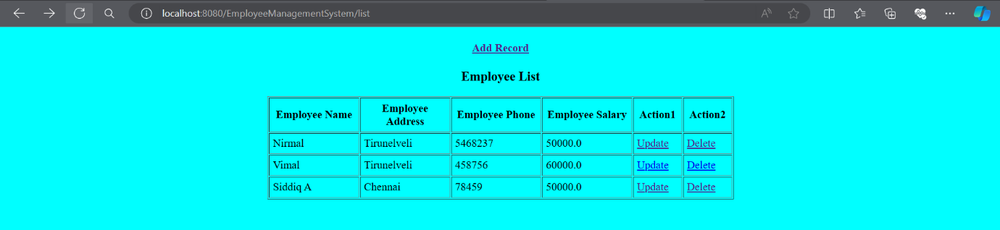 localhost:8080/EmployeeManagementSystem/list
Add Record
Employee List
Employee Name Employee Address Employee Phone Employee Salary Action1 Action2
Nirmal Tirunelveli 5468237 50000.0 Update Delete
Vimal Tirunelveli 458756 60000.0 Update Delete
Siddiq A Chennai 78459 50000.0 Update Delete